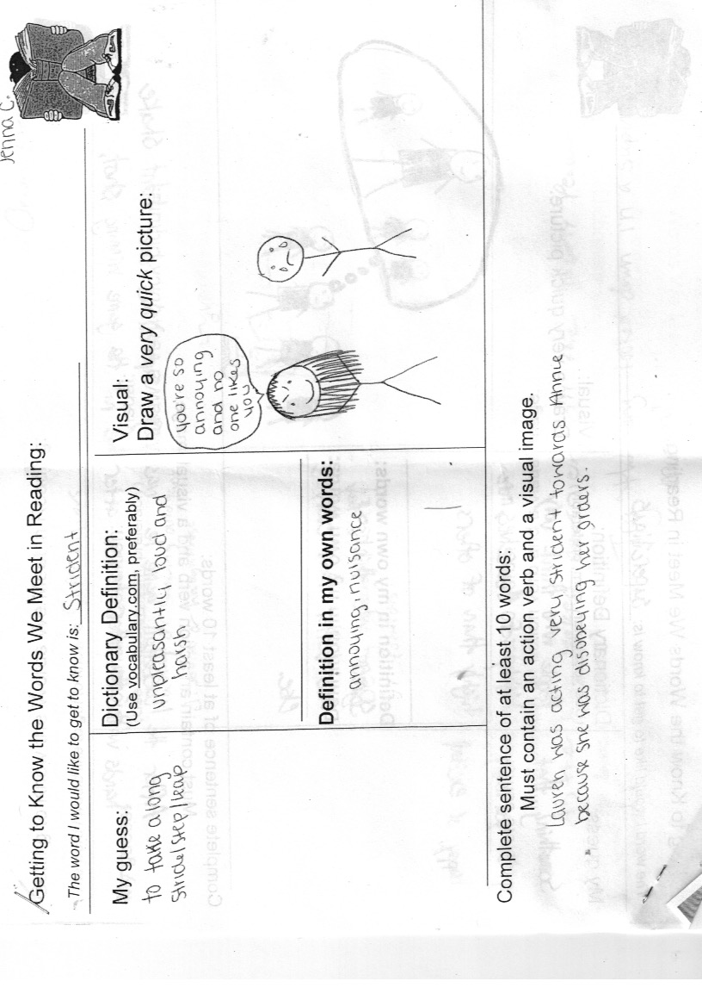 Jenna C.
Getting to Know the Words We Meet in Reading:
The word I would like to get to know is: Strident
My guess:
to take a long
stride/step/leap
Dictionary Definition:
(Use vocabulary.com, preferably)
unpleasantly loud and
harsh
Definition in my own words:
annoying, nuisance
Visual:
Draw a very quick picture:
you're so
annoying
and no
one likes
you
Complete sentence of at least 10 words:
Must contain an action verb and a visual image.
Lauren was acting very strident towards Annie
because she was disobeying her orders.